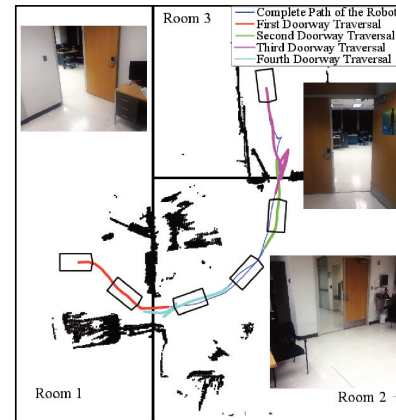 Room 3
Complete Path of the Robot
First Doorway Traversal
Second Doorway Traversal
Third Doorway Traversal
Fourth Doorway Traversal
Room 1
Room 2